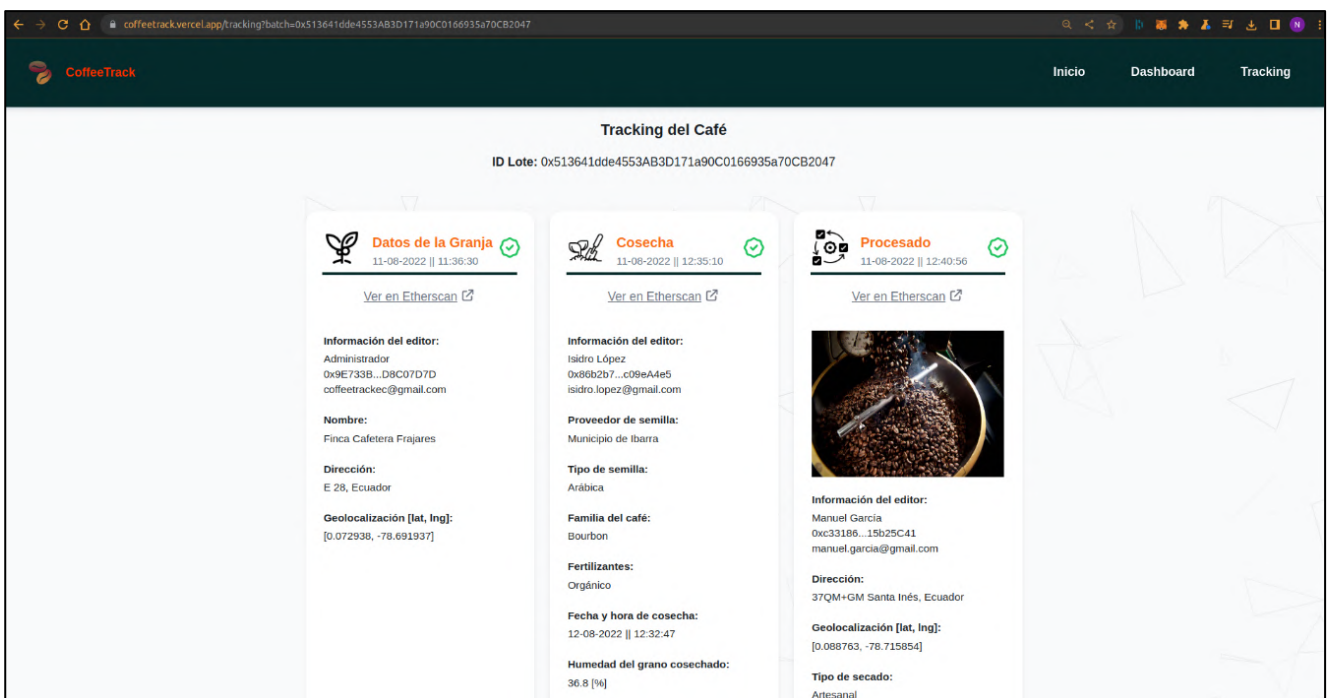 coffeetrack.vercel.app/tracking?batch=0x513641dde4553AB3D171a90C0166935a70CB2047
N
CoffeeTrack
Inicio
Dashboard
Tracking
Tracking del Café
ID Lote: 0x513641dde4553AB3D171a90C0166935a70CB2047
Datos de la Granja
11-08-2022 || 11:36:30
Ver en Etherscan
Información del editor:
Administrador
0x9E733B...D8C07D7D
coffeetrackec@gmail.com
Nombre:
Finca Cafetera Frajares
Dirección:
E 28, Ecuador
Geolocalización [lat, lng]:
[0.072938, -78.691937]
Cosecha
11-08-2022 || 12:35:10
Ver en Etherscan
Información del editor:
Isidro López
0x86b2b7...c09eA4e5
isidro.lopez@gmail.com
Proveedor de semilla:
Municipio de Ibarra
Tipo de semilla:
Arábica
Familia del café:
Bourbon
Fertilizantes:
Orgánico
Fecha y hora de cosecha:
12-08-2022 || 12:32:47
Humedad del grano cosechado:
36.8 [%]
Procesado
11-08-2022 || 12:40:56
Ver en Etherscan
Información del editor:
Manuel García
0xc33186...15b25C41
manuel.garcia@gmail.com
Dirección:
37QM+GM Santa Inés, Ecuador
Geolocalización [lat, lng]:
[0.088763, -78.715854]
Tipo de secado:
Artesanal